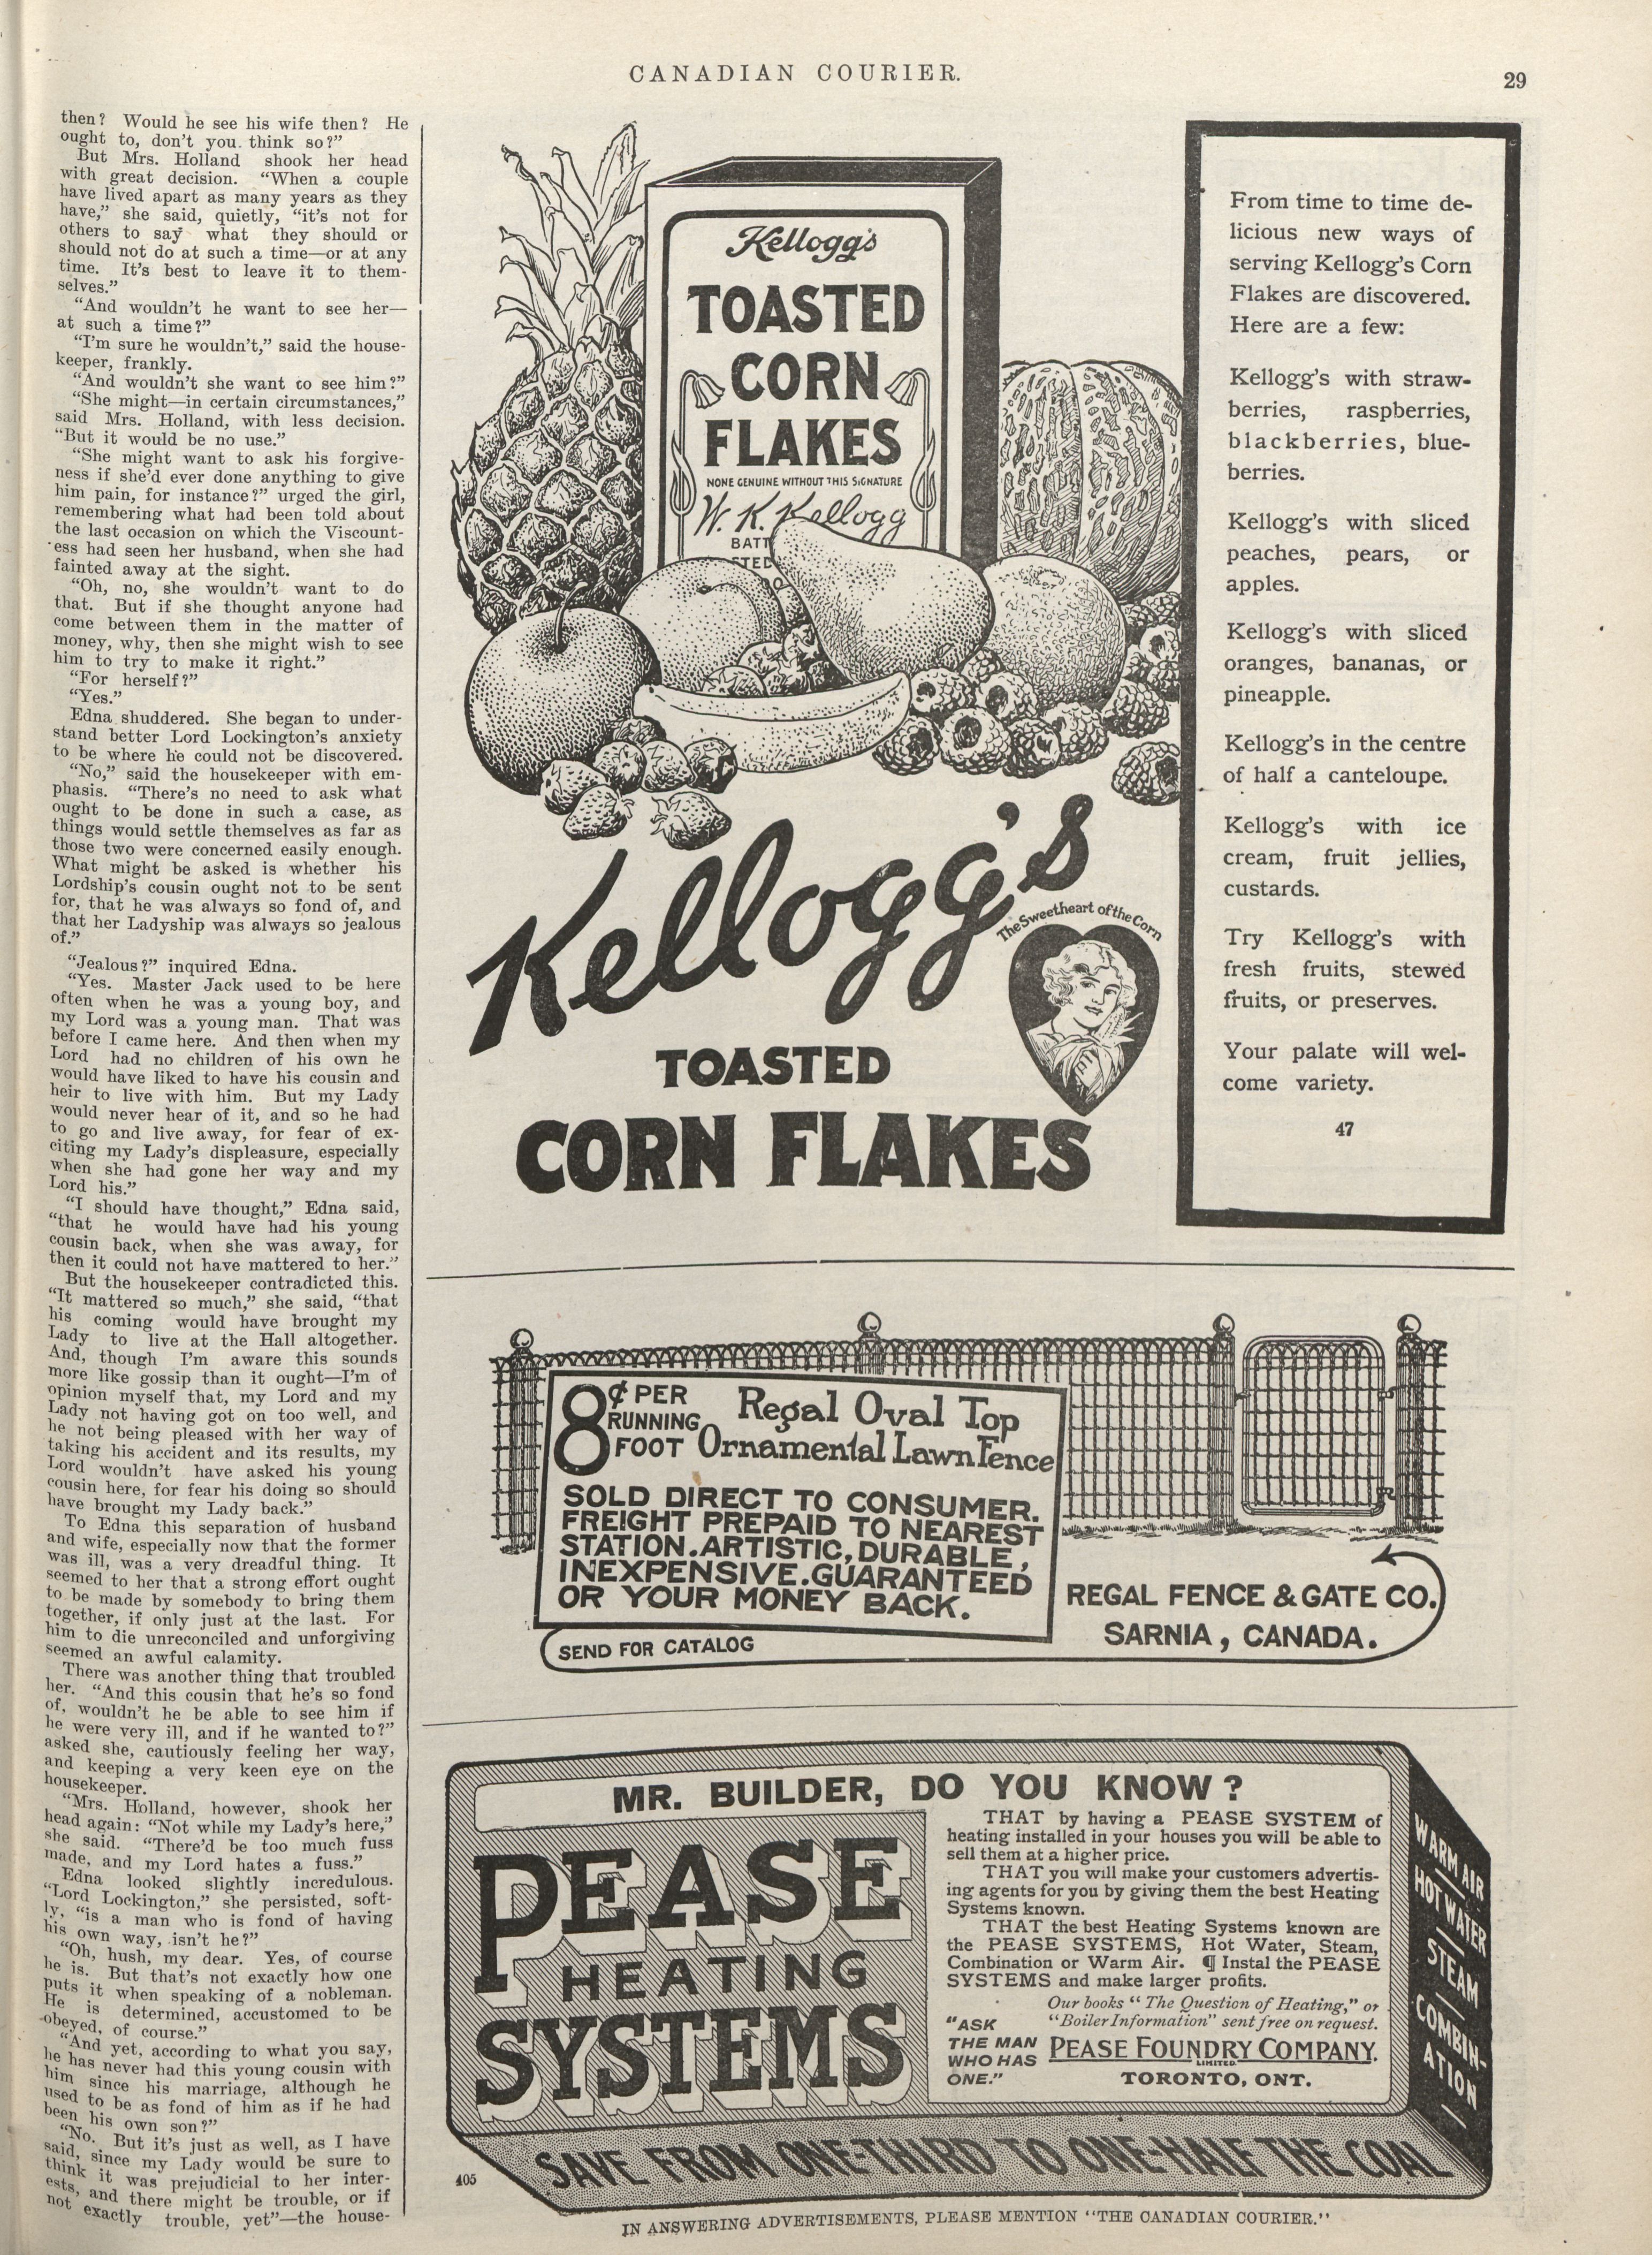 CANADIAN COURIER.
29
then? Would he see his wife then? He
ought to, don't you think so?"
But Mrs. Holland shook her head
with great decision. "When a couple
have lived apart as many years as they
have," she said, quietly, "it's not for
others to say what they should or
should not do at such a time—or at any
time. It's best to leave it to them-
selves."
"And wouldn't he want to see her—
at such a time?"
"I'm sure he wouldn't," said the house-
keeper, frankly.
"And wouldn't she want to see him?"
"She might—in certain circumstances,"
said Mrs. Holland, with less decision.
"But it would be no use."
"She might want to ask his forgive-
ness if she'd ever done anything to give
him pain, for instance?" urged the girl,
remembering what had been told about
the last occasion on which the Viscount-
ess had seen her husband, when she had
fainted away at the sight.
"Oh, no, she wouldn't want to do
that. But if she thought anyone had
come between them in the matter of
money, why, then she might wish to see
him to try to make it right."
"For herself?"
"Yes."
Edna shuddered. She began to under-
stand better Lord Lockington's anxiety
to be where he could not be discovered.
"No," said the housekeeper with em-
phasis. "There's no need to ask what
ought to be done in such a case, as
things would settle themselves as far as
those two were concerned easily enough.
What might be asked is whether his
Lordship's cousin ought not to be sent
for, that he was always so fond of, and
that her Ladyship was always so jealous
of."
"Jealous?" inquired Edna.
"Yes. Master Jack used to be here
often when he was a young boy, and
my Lord was a young man. That was
before I came here. And then when my
Lord had no children of his own he
would have liked to have his cousin and
heir to live with him. But my Lady
would never hear of it, and so he had
to go and live away, for fear of ex-
citing my Lady's displeasure, especially
when she had gone her way and my
Lord his."
"I should have thought," Edna said,
"that he would have had his young
cousin back, when she was away, for
then it could not have mattered to her."
But the housekeeper contradicted this.
"It mattered so much," she said, "that
his coming would have brought my
Lady to live at the Hall altogether.
And, though I'm aware this sounds
more like gossip than it ought—I'm of
opinion myself that, my Lord and my
Lady not having got on too well, and
he not being pleased with her way of
taking his accident and its results, my
Lord wouldn't have asked his young
cousin here, for fear his doing so should
have brought my Lady back."
To Edna this separation of husband
and wife, especially now that the former
was ill, was a very dreadful thing. It
seemed to her that a strong effort ought
to be made by somebody to bring them
together, if only just at the last. For
him to die unreconciled and unforgiving
seemed an awful calamity.
There was another thing that troubled
her. "And this cousin that he's so fond
of, wouldn't he be able to see him if
he were very ill, and if he wanted to?"
asked she, cautiously feeling her way,
and keeping a very keen eye on the
housekeeper.
"Mrs. Holland, however, shook her
head again: "Not while my Lady's here,"
she said. "There'd be too much fuss
made, and my Lord hates a fuss."
Edna looked slightly incredulous.
"Lord Lockington," she persisted, soft-
ly, "is a man who is fond of having
his own way, isn't he?"
"Oh, hush, my dear. Yes, of course
he is. But that's not exactly how one
puts it when speaking of a nobleman.
He is determined, accustomed to be
obeyed, of course."
"And yet, according to what you say,
he has never had this young cousin with
him since his marriage, although he
used to be as fond of him as if he had
been his own son?"
"No. But it's just as well, as I have
said, since my Lady would be sure to
think it was prejudicial to her inter-
ests, and there might be trouble, or if
not exactly trouble, yet"—the house-
Kellogg's
TOASTED
CORN
FLAKES
NONE GENUINE WITHOUT THIS SIGNATURE
W. K. Kellogg
BATT
STED
Kellogg's
The Sweetheart of the Corn
TOASTED
CORN FLAKES
From time to time de-
licious new ways of
serving Kellogg's Corn
Flakes are discovered.
Here are a few:
Kellogg's with straw-
berries, raspberries,
blackberries, blue-
berries.
Kellogg's with sliced
peaches, pears, or
apples.
Kellogg's with sliced
oranges, bananas, or
pineapple.
Kellogg's in the centre
of half a canteloupe.
Kellogg's with ice
cream, fruit jellies,
custards.
Try Kellogg's with
fresh fruits, stewed
fruits, or preserves.
Your palate will wel-
come variety.
47
8¢ PER
RUNNING
FOOT
Regal Oval Top
Ornamental Lawn Fence
SOLD DIRECT TO CONSUMER.
FREIGHT PREPAID TO NEAREST
STATION. ARTISTIC, DURABLE,
INEXPENSIVE. GUARANTEED
OR YOUR MONEY BACK.
SEND FOR CATALOG
REGAL FENCE & GATE CO.
SARNIA, CANADA.
MR. BUILDER, DO YOU KNOW?
PEASE
HEATING
SYSTEMS
THAT by having a PEASE SYSTEM of
heating installed in your houses you will be able to
sell them at a higher price.
THAT you will make your customers advertis-
ing agents for you by giving them the best Heating
Systems known.
THAT the best Heating Systems known are
the PEASE SYSTEMS, Hot Water, Steam,
Combination or Warm Air. ¶ Instal the PEASE
SYSTEMS and make larger profits.
Our books "The Question of Heating," or
"Boiler Information" sent free on request.
"ASK
THE MAN
WHO HAS
ONE."
PEASE FOUNDRY COMPANY.
LIMITED.
TORONTO, ONT.
WARM AIR
HOT WATER
STEAM
COMBIN-
ATION
SAVE FROM ONE-THIRD TO ONE-HALF THE COAL
405
IN ANSWERING ADVERTISEMENTS, PLEASE MENTION "THE CANADIAN COURIER."